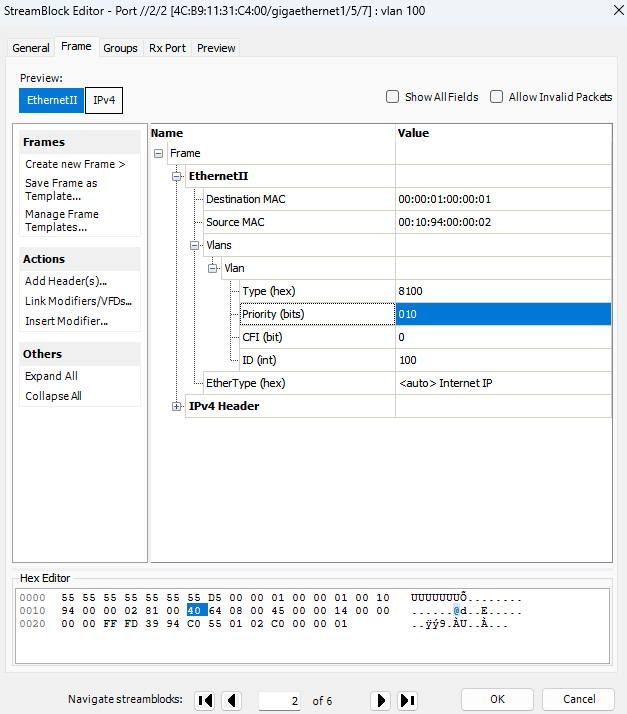 StreamBlock Editor - Port //2/2 [4C:B9:11:31:C4:00/gigaethernet1/5/7] : vlan 100
General Frame Groups Rx Port Preview
Preview:
EthernetII IPv4
Show All Fields Allow Invalid Packets
Frames
Create new Frame >
Save Frame as
Template...
Manage Frame
Templates...
Actions
Add Header(s)...
Link Modifiers/VFDs...
Insert Modifier...
Others
Expand All
Collapse All
Name Value
Frame
EthernetII
Destination MAC 00:00:01:00:00:01
Source MAC 00:10:94:00:00:02
Vlans
Vlan
Type (hex) 8100
Priority (bits) 010
CFI (bit) 0
ID (int) 100
EtherType (hex) <auto> Internet IP
IPv4 Header
Hex Editor
0000 55 55 55 55 55 55 55 D5 00 00 01 00 00 01 00 10 UUUUUUUÕ........
0010 94 00 00 02 81 00 40 64 08 00 45 00 00 14 00 00 ......@d..E.....
0020 00 00 FF FD 39 94 C0 55 01 02 C0 00 00 01 ..ÿý9.ÀU..À...
Navigate streamblocks: 2 of 6 OK Cancel